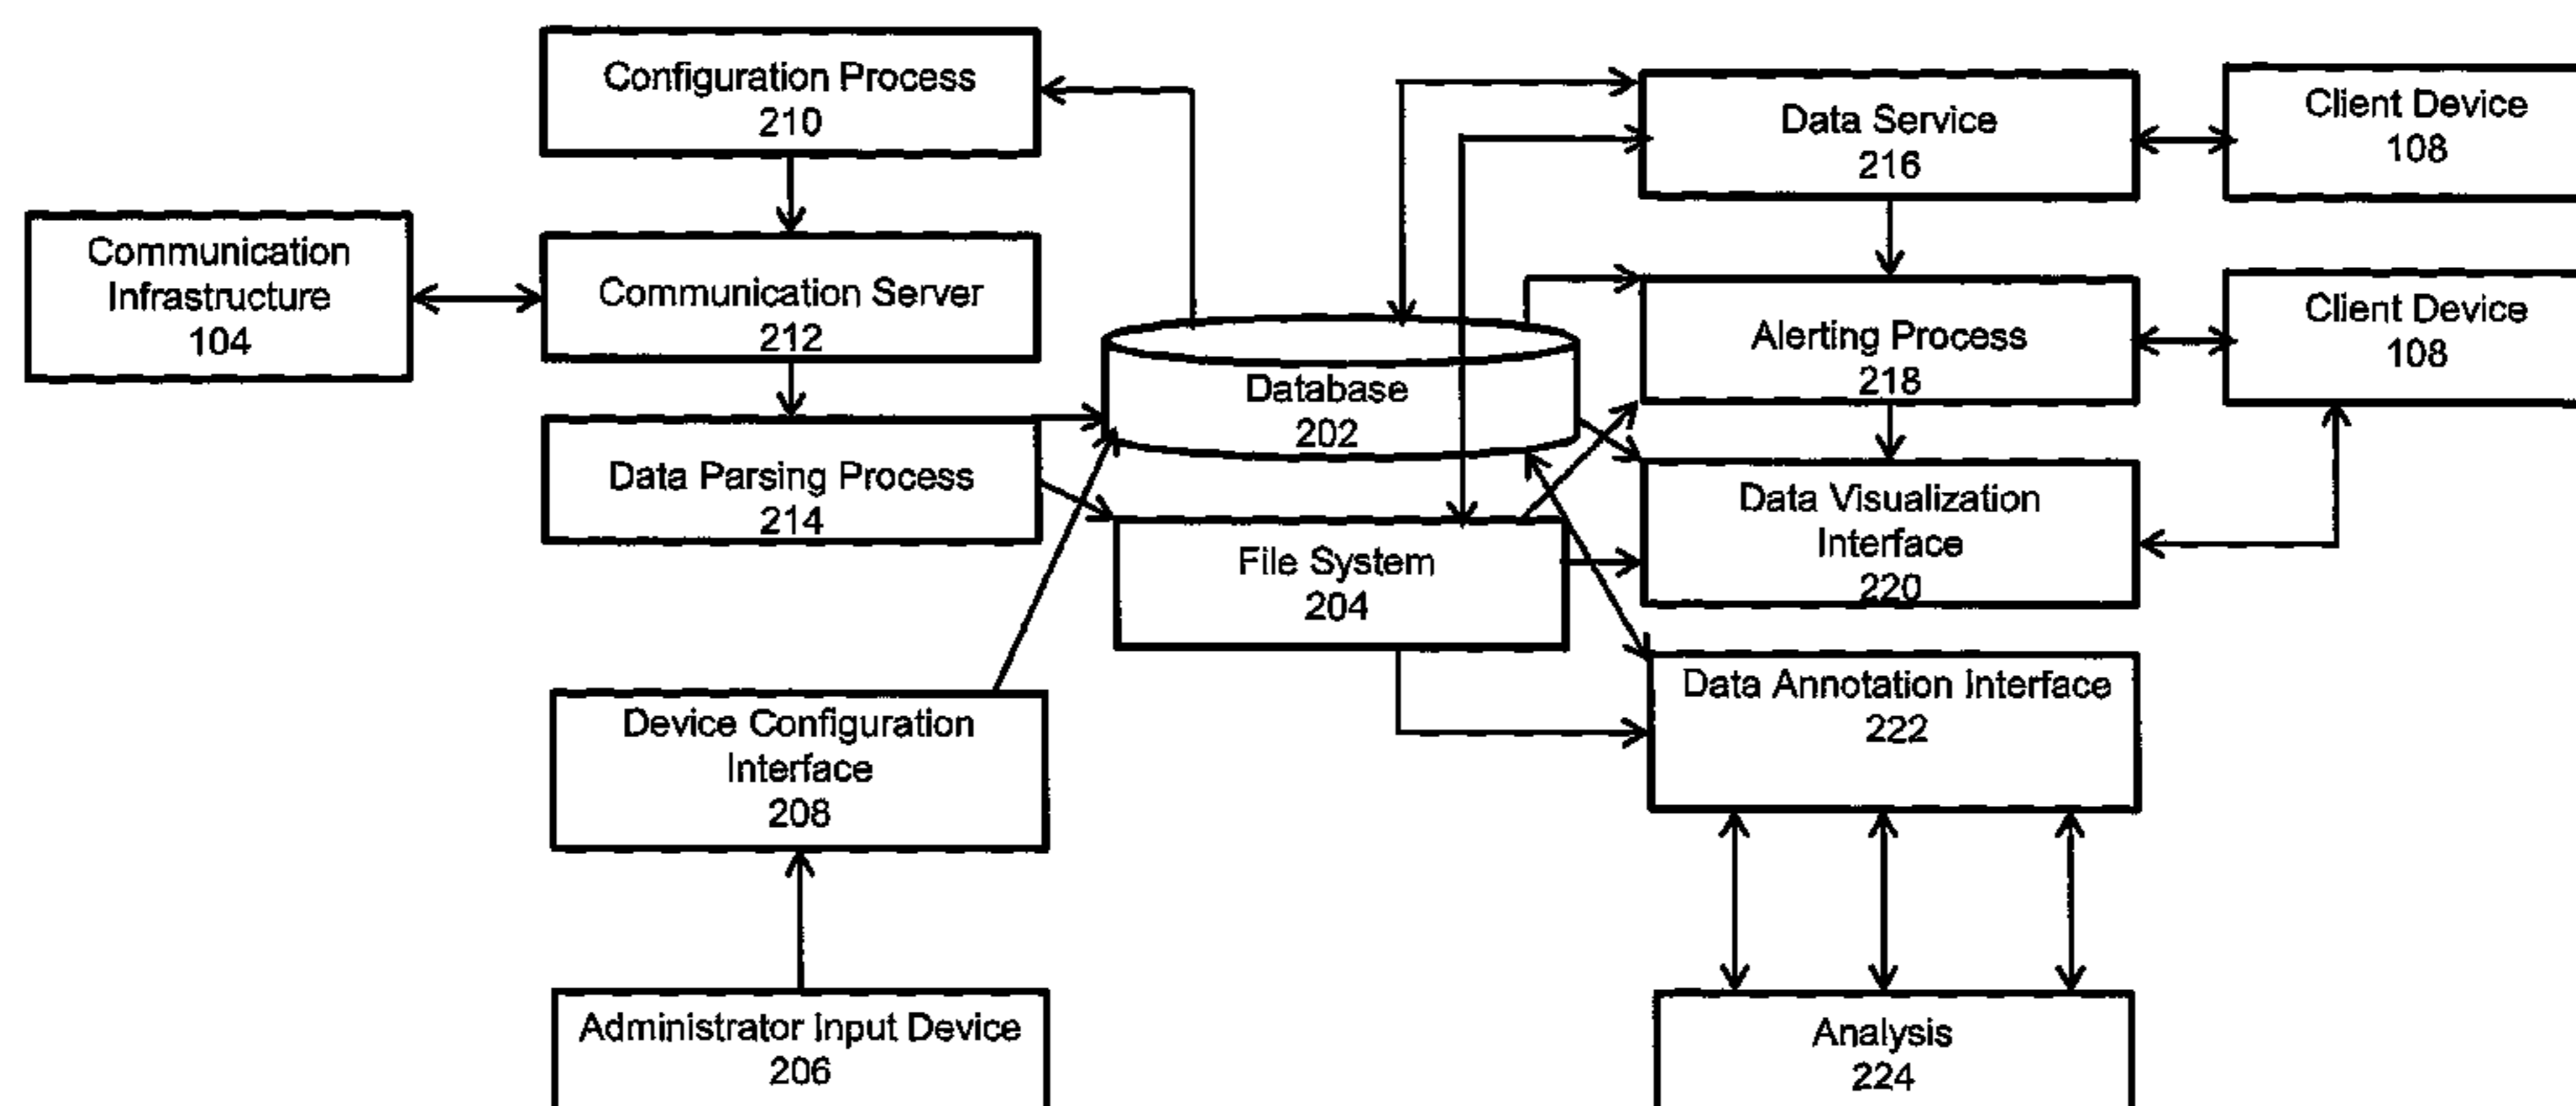 Configuration Process
210
Data Service
216
Client Device
108
Communication
Infrastructure
104
Communication Server
212
Alerting Process
218
Client Device
108
Database
202
Data Parsing Process
214
File System
204
Data Visualization
Interface
220
Device Configuration
Interface
208
Data Annotation Interface
222
Administrator Input Device
206
Analysis
224